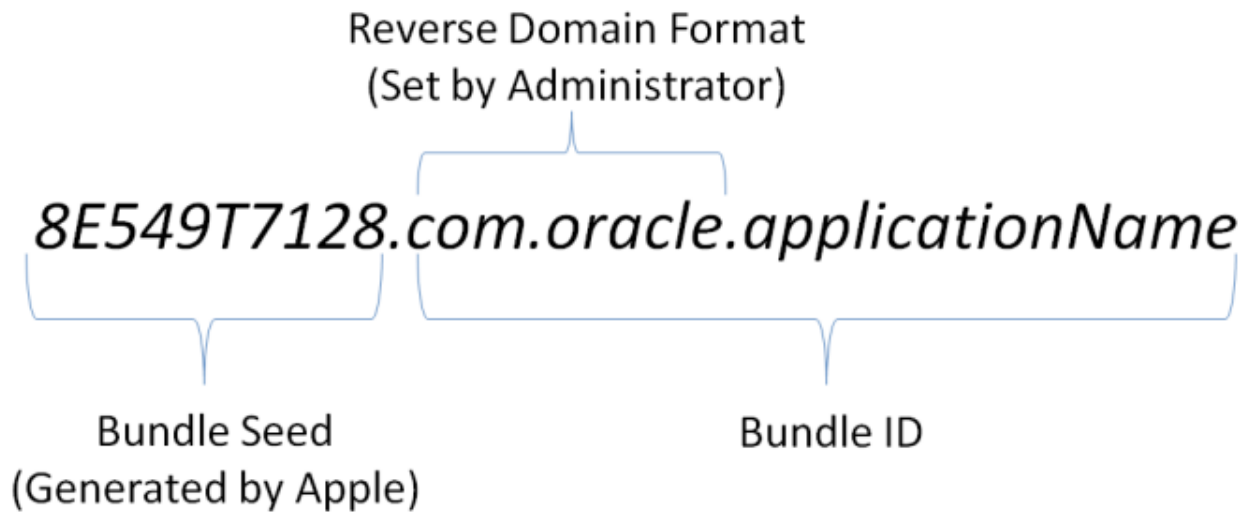 Reverse Domain Format
(Set by Administrator)
8E549T7128.com.oracle.applicationName
Bundle Seed
(Generated by Apple)
Bundle ID